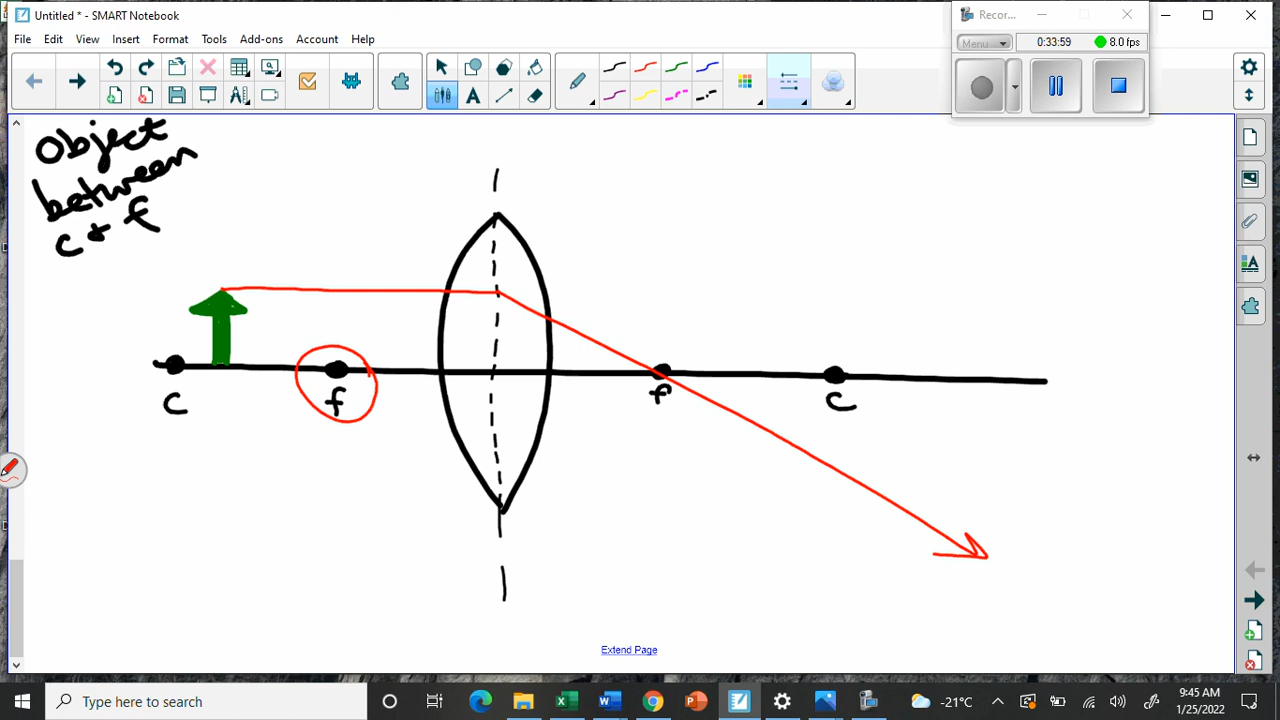 Untitled * - SMART Notebook
Recor...
File Edit View Insert Format Tools Add-ons Account Help
Menu
0:33:59
8.0 fps
Object
between
C + f
C
f
f
C
Extend Page
Type here to search
-21°C
9:45 AM
1/25/2022